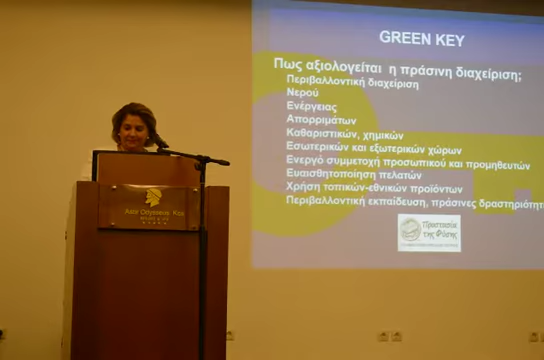 GREEN KEY
Πως αξιολογείται η πράσινη διαχείριση;
Περιβαλλοντική διαχείριση
Νερού
Ενέργειας
Απορριμάτων
Καθαριστικών, χημικών
Εσωτερικών και εξωτερικών χώρων
Ενεργό συμμετοχή προσωπικού και προμηθευτών
Ευαισθητοποίηση πελατών
Χρήση τοπικών-εθνικών προϊόντων
Περιβαλλοντική εκπαίδευση, πράσινες δραστηριότη
Προστασία
της Φύσης